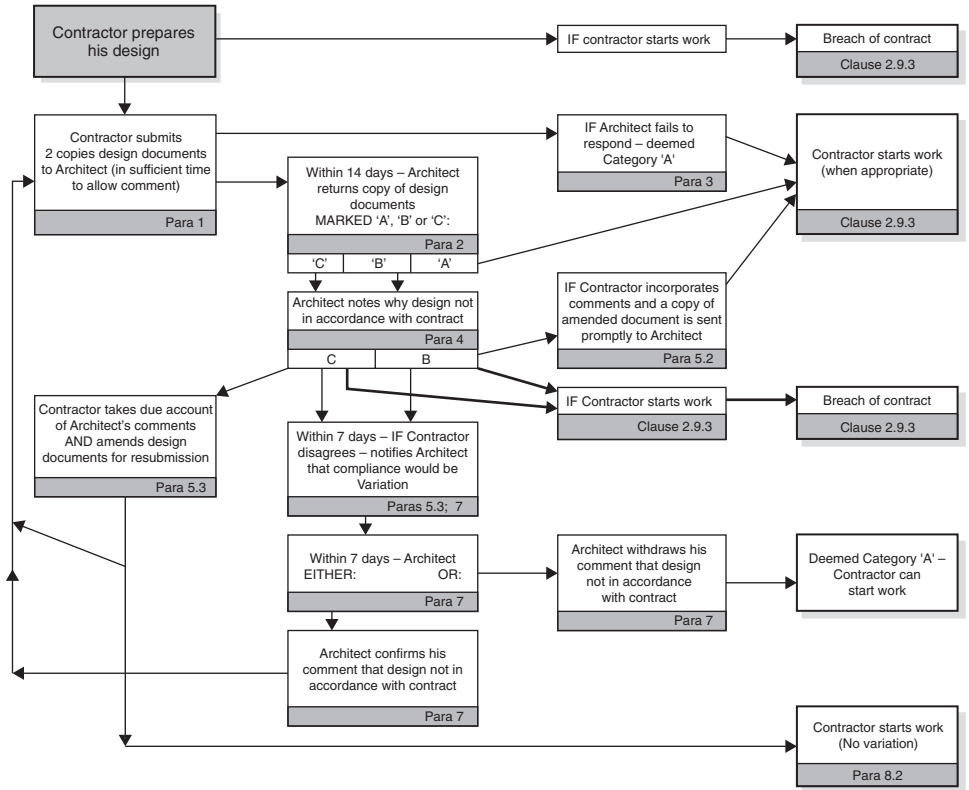 Contractor prepares
his design
IF contractor starts work
Breach of contract
Clause 2.9.3
Contractor submits
2 copies design documents
to Architect (in sufficient time
to allow comment)
Para 1
Within 14 days – Architect
returns copy of design
documents
MARKED ‘A’, ‘B’ or ‘C’:
Para 2
‘C’ ‘B’ ‘A’
IF Architect fails to
respond – deemed
Category 'A'
Para 3
Contractor starts work
(when appropriate)
Clause 2.9.3
Architect notes why design not
in accordance with contract
Para 4
C B
IF Contractor incorporates
comments and a copy of
amended document is sent
promptly to Architect
Para 5.2
IF Contractor starts work
Clause 2.9.3
Breach of contract
Clause 2.9.3
Contractor takes due account
of Architect's comments
AND amends design
documents for resubmission
Para 5.3
Within 7 days – IF Contractor
disagrees – notifies Architect
that compliance would be
Variation
Paras 5.3; 7
Within 7 days – Architect
EITHER: OR:
Para 7
Architect withdraws his
comment that design
not in accordance
with contract
Para 7
Deemed Category 'A' –
Contractor can
start work
Architect confirms his
comment that design not in
accordance with contract
Para 7
Contractor starts work
(No variation)
Para 8.2